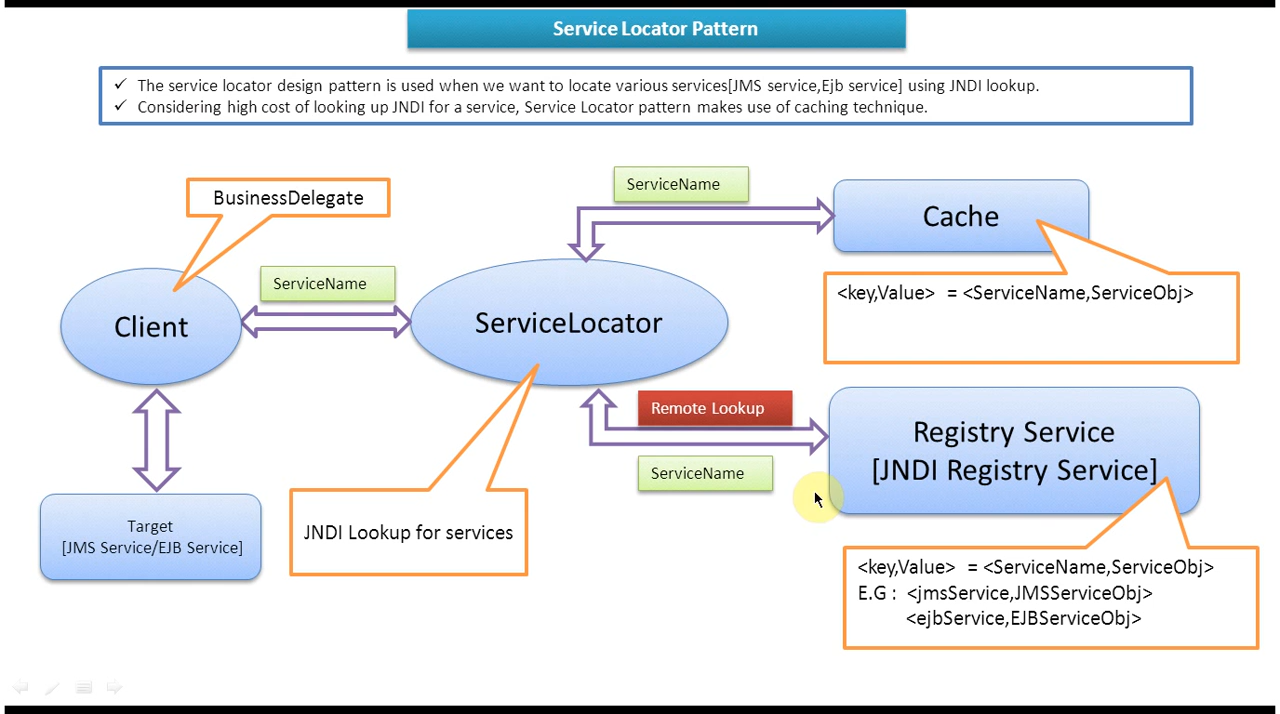 Service Locator Pattern
✓ The service locator design pattern is used when we want to locate various services[JMS service,Ejb service] using JNDI lookup.
✓ Considering high cost of looking up JNDI for a service, Service Locator pattern makes use of caching technique.
ServiceName
BusinessDelegate
Cache
ServiceName
<key,Value> = <ServiceName,ServiceObj>
Client
ServiceLocator
Remote Lookup
Registry Service
[JNDI Registry Service]
ServiceName
Target
[JMS Service/EJB Service]
JNDI Lookup for services
<key,Value> = <ServiceName,ServiceObj>
E.G : <jmsService,JMSServiceObj>
<ejbService,EJBServiceObj>